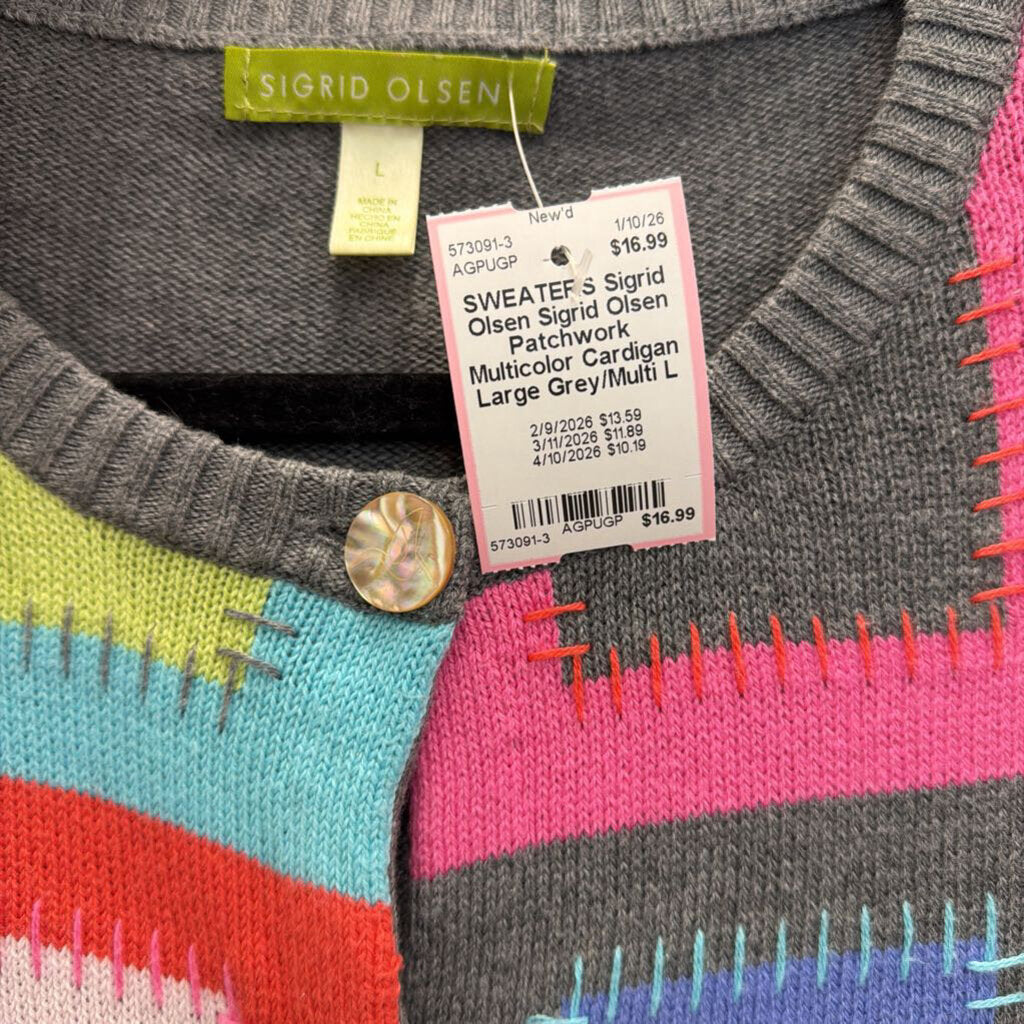 SIGRID OLSEN
L
MADE IN
CHINA
HECHO EN
CHINA
FABRIQUÉ
EN CHINE
New'd
573091-3 1/10/26
AGPUGP $16.99
SWEATERS Sigrid
Olsen Sigrid Olsen
Patchwork
Multicolor Cardigan
Large Grey/Multi L
2/9/2026 $13.59
3/11/2026 $11.89
4/10/2026 $10.19
573091-3 AGPUGP $16.99